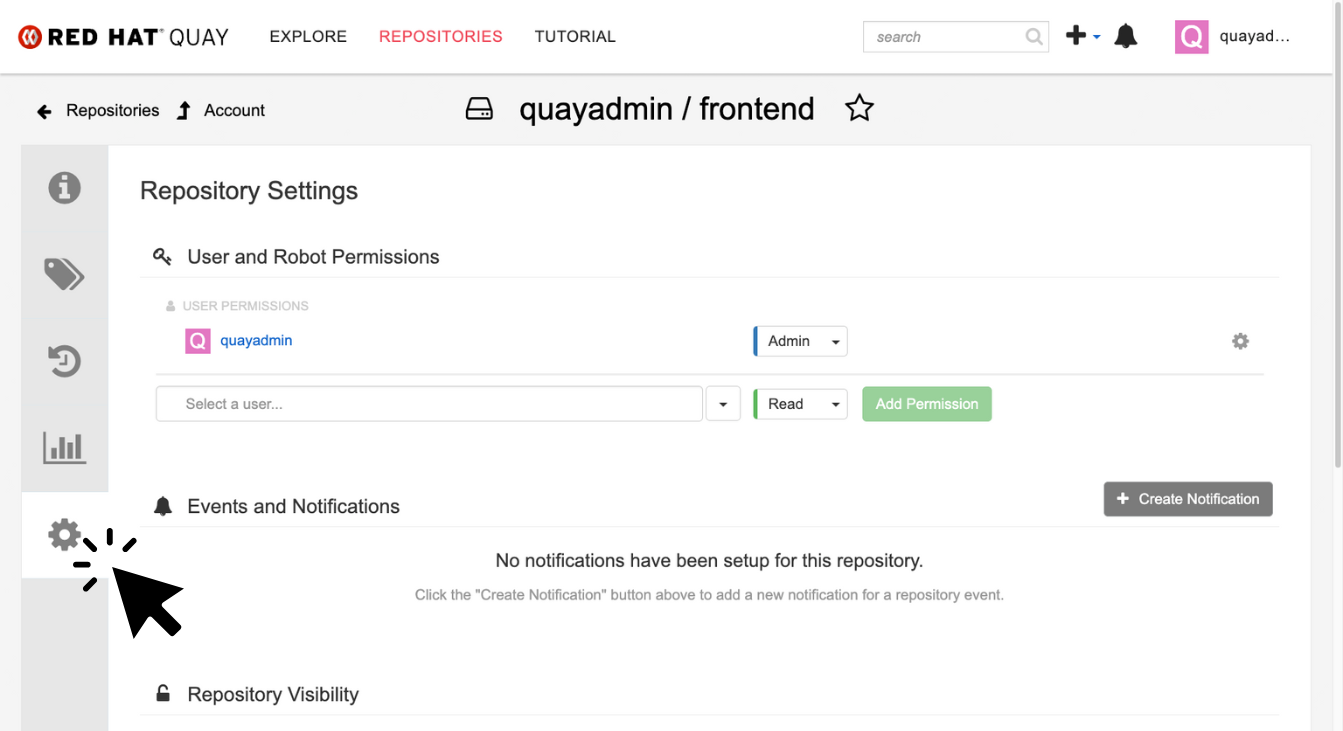 RED HAT QUAY EXPLORE REPOSITORIES TUTORIAL search quayad...
Repositories Account quayadmin / frontend
Repository Settings
User and Robot Permissions
USER PERMISSIONS
Q quayadmin Admin
Select a user... Read Add Permission
Events and Notifications + Create Notification
No notifications have been setup for this repository.
Click the "Create Notification" button above to add a new notification for a repository event.
Repository Visibility